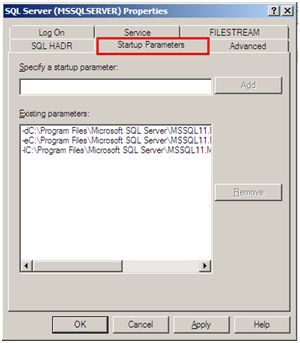 SQL Server (MSSQLSERVER) Properties
Log On Service FILESTREAM
SQL HADR Startup Parameters Advanced
Specify a startup parameter:
Add
Existing parameters:
-dC:\Program Files\Microsoft SQL Server\MSSQL11.
-eC:\Program Files\Microsoft SQL Server\MSSQL11.
-lC:\Program Files\Microsoft SQL Server\MSSQL11.M
Remove
OK Cancel Apply Help